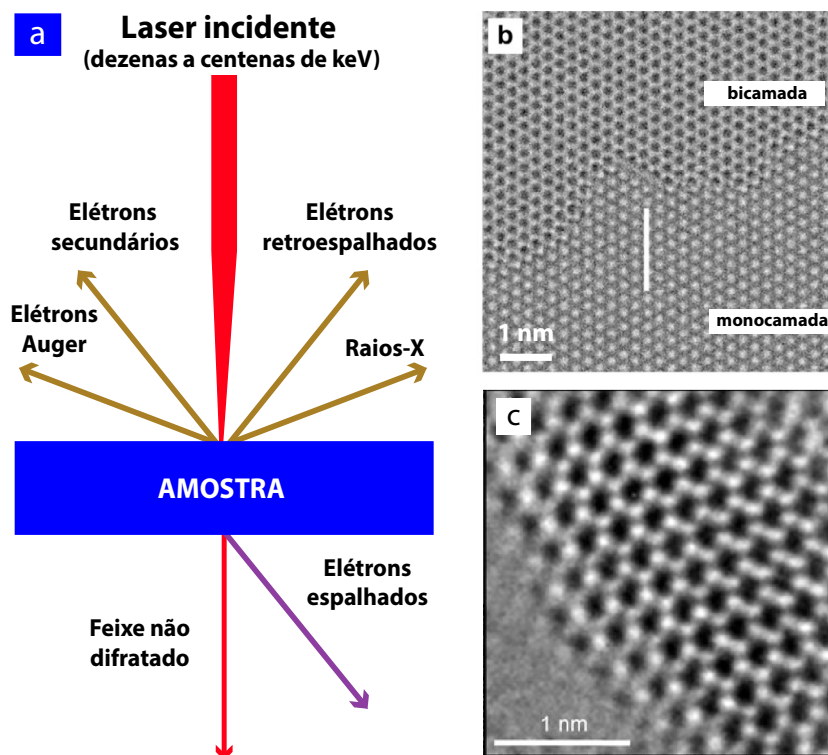 a
Laser incidente
(dezenas a centenas de keV)
Elétrons
secundários
Elétrons
retroespalhados
Elétrons
Auger
Raios-X
AMOSTRA
Elétrons
espalhados
Feixe não
difratado
b
bicamada
1 nm
monocamada
c
1 nm